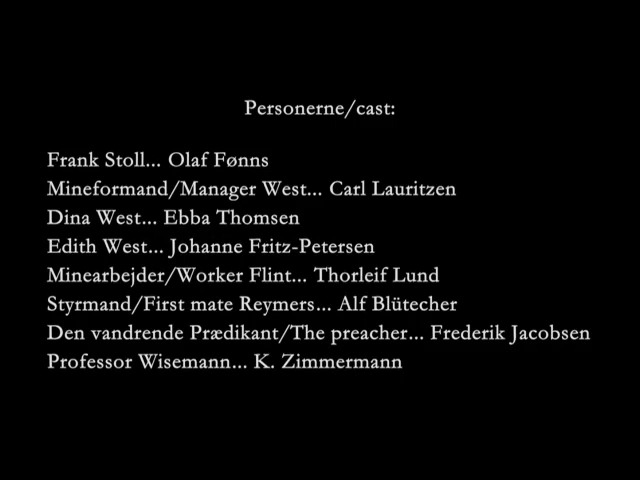 Personerne/cast:
Frank Stoll... Olaf Fønns
Mineformand/Manager West... Carl Lauritzen
Dina West... Ebba Thomsen
Edith West... Johanne Fritz-Petersen
Minearbejder/Worker Flint... Thorleif Lund
Styrmand/First mate Reymers... Alf Blütecher
Den vandrende Prædikant/The preacher... Frederik Jacobsen
Professor Wisemann... K. Zimmermann